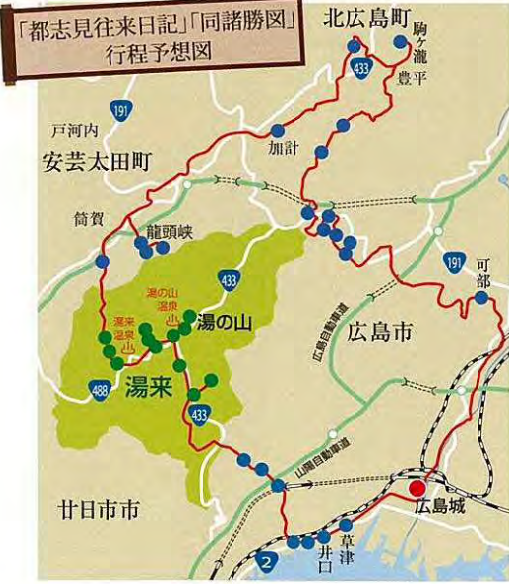 「都志見往来日記」「同諸勝図」
行程予想図
北広島町
駒ヶ瀧
豊平
433
191
戸河内
安芸太田町
加計
筒賀
龍頭峡
433
191
可部
湯の山
温泉
湯の山
湯来
温泉
広島自動車道
広島市
488
湯来
433
山陽自動車道
廿日市市
広島城
草津
井口
2